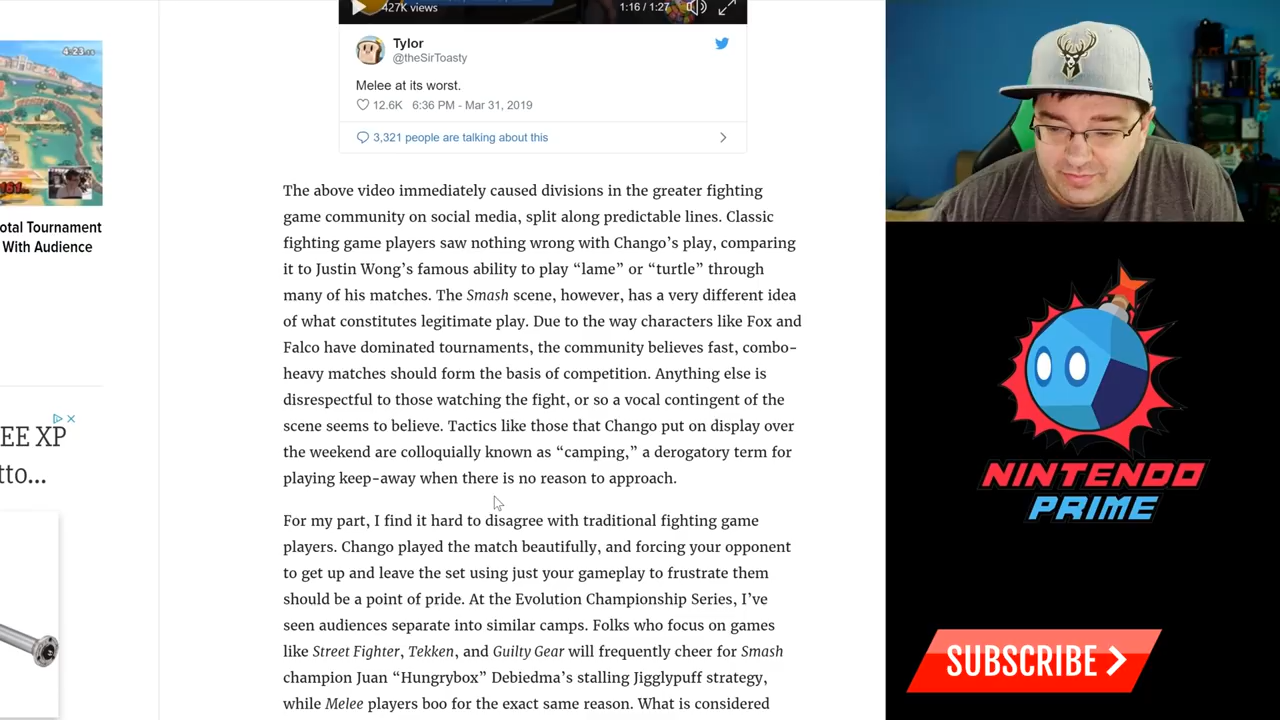 427K views
1:16 / 1:27
4:23
Tylor
@theSirToasty
Melee at its worst.
12.6K 6:36 PM - Mar 31, 2019
3,321 people are talking about this
otal Tournament
With Audience
EE XP
tto...
The above video immediately caused divisions in the greater fighting
game community on social media, split along predictable lines. Classic
fighting game players saw nothing wrong with Chango’s play, comparing
it to Justin Wong’s famous ability to play “lame” or “turtle” through
many of his matches. The Smash scene, however, has a very different idea
of what constitutes legitimate play. Due to the way characters like Fox and
Falco have dominated tournaments, the community believes fast, combo-
heavy matches should form the basis of competition. Anything else is
disrespectful to those watching the fight, or so a vocal contingent of the
scene seems to believe. Tactics like those that Chango put on display over
the weekend are colloquially known as “camping,” a derogatory term for
playing keep-away when there is no reason to approach.
For my part, I find it hard to disagree with traditional fighting game
players. Chango played the match beautifully, and forcing your opponent
to get up and leave the set using just your gameplay to frustrate them
should be a point of pride. At the Evolution Championship Series, I’ve
seen audiences separate into similar camps. Folks who focus on games
like Street Fighter, Tekken, and Guilty Gear will frequently cheer for Smash
champion Juan “Hungrybox” Debiedma’s stalling Jigglypuff strategy,
while Melee players boo for the exact same reason. What is considered
NINTENDO
PRIME
SUBSCRIBE